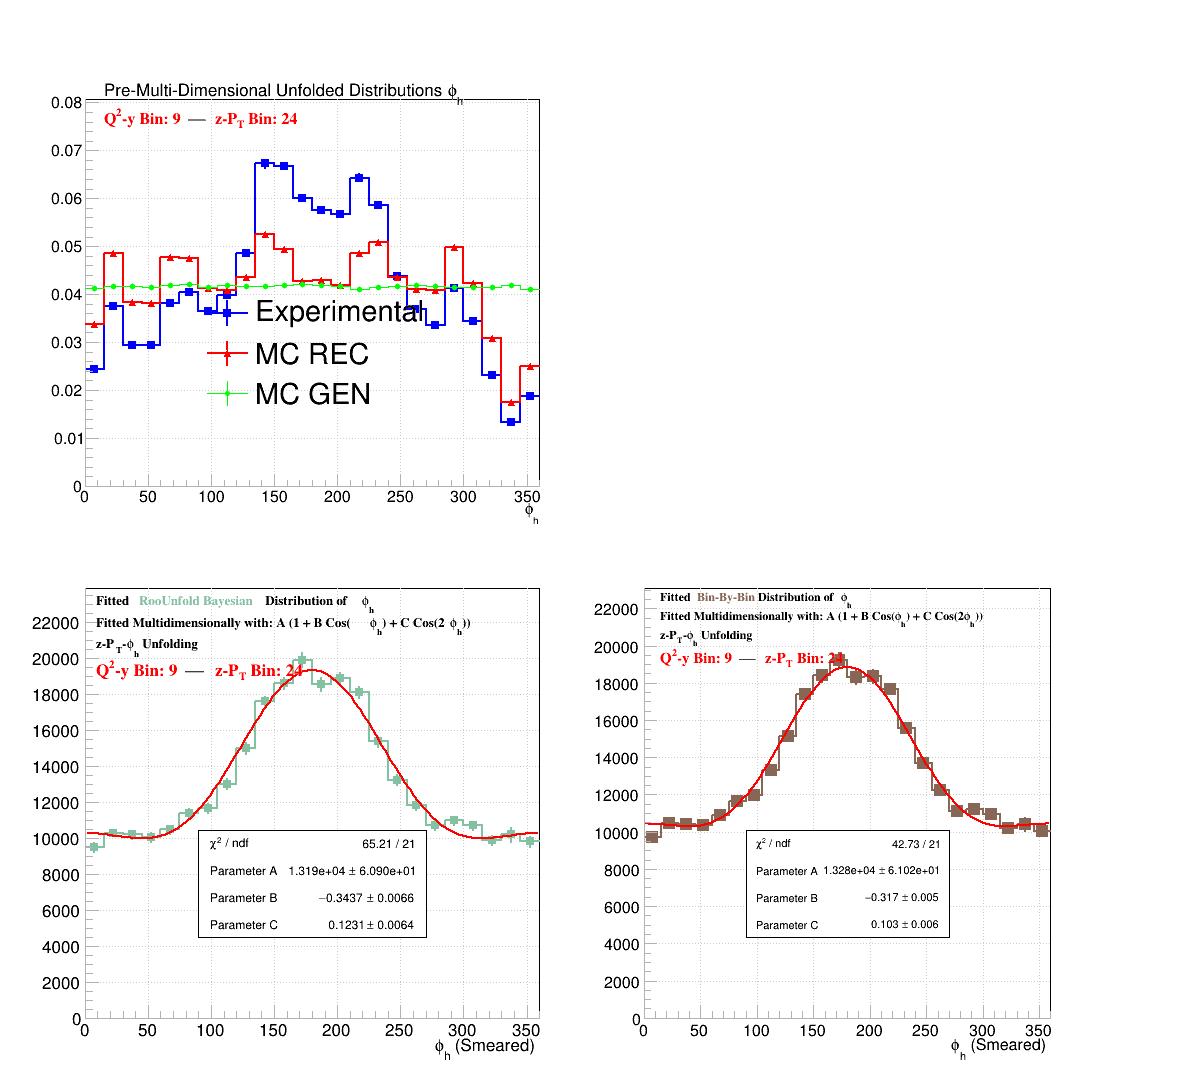 Pre-Multi-Dimensional Unfolded Distributions ϕh
Q²-y Bin: 9 — z-PT Bin: 24
0.08
0.07
0.06
0.05
0.04
0.03
0.02
0.01
0
Experimental
MC REC
MC GEN
0 50 100 150 200 250 300 350
ϕh
Fitted RooUnfold Bayesian Distribution of ϕh
Fitted Multidimensionally with: A (1 + B Cos( ϕh) + C Cos(2 ϕh))
z-PT-ϕh Unfolding
Q²-y Bin: 9 — z-PT Bin: 24
22000
20000
18000
16000
14000
12000
10000
8000
6000
4000
2000
0
χ² / ndf 65.21 / 21
Parameter A 1.319e+04 ± 6.090e+01
Parameter B −0.3437 ± 0.0066
Parameter C 0.1231 ± 0.0064
0 50 100 150 200 250 300 350
ϕh (Smeared)
Fitted Bin-By-Bin Distribution of ϕh
Fitted Multidimensionally with: A (1 + B Cos(ϕh) + C Cos(2ϕh))
z-PT-ϕh Unfolding
Q²-y Bin: 9 — z-PT Bin: 24
22000
20000
18000
16000
14000
12000
10000
8000
6000
4000
2000
0
χ² / ndf 42.73 / 21
Parameter A 1.328e+04 ± 6.102e+01
Parameter B −0.317 ± 0.005
Parameter C 0.103 ± 0.006
0 50 100 150 200 250 300 350
ϕh (Smeared)